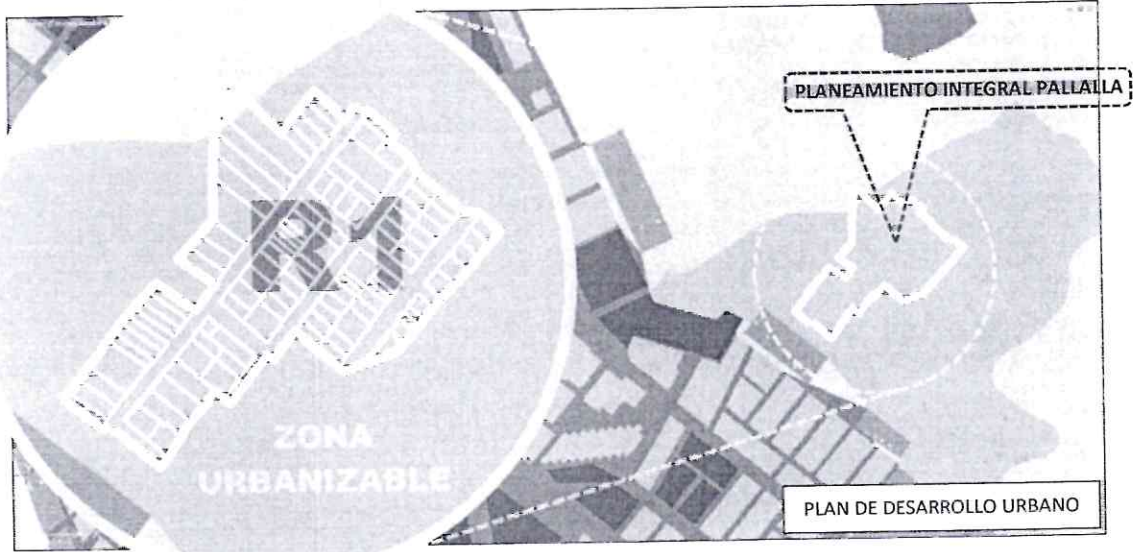 PLANEAMIENTO INTEGRAL PALLALLA
R1
ZONA
URBANIZABLE
PLAN DE DESARROLLO URBANO